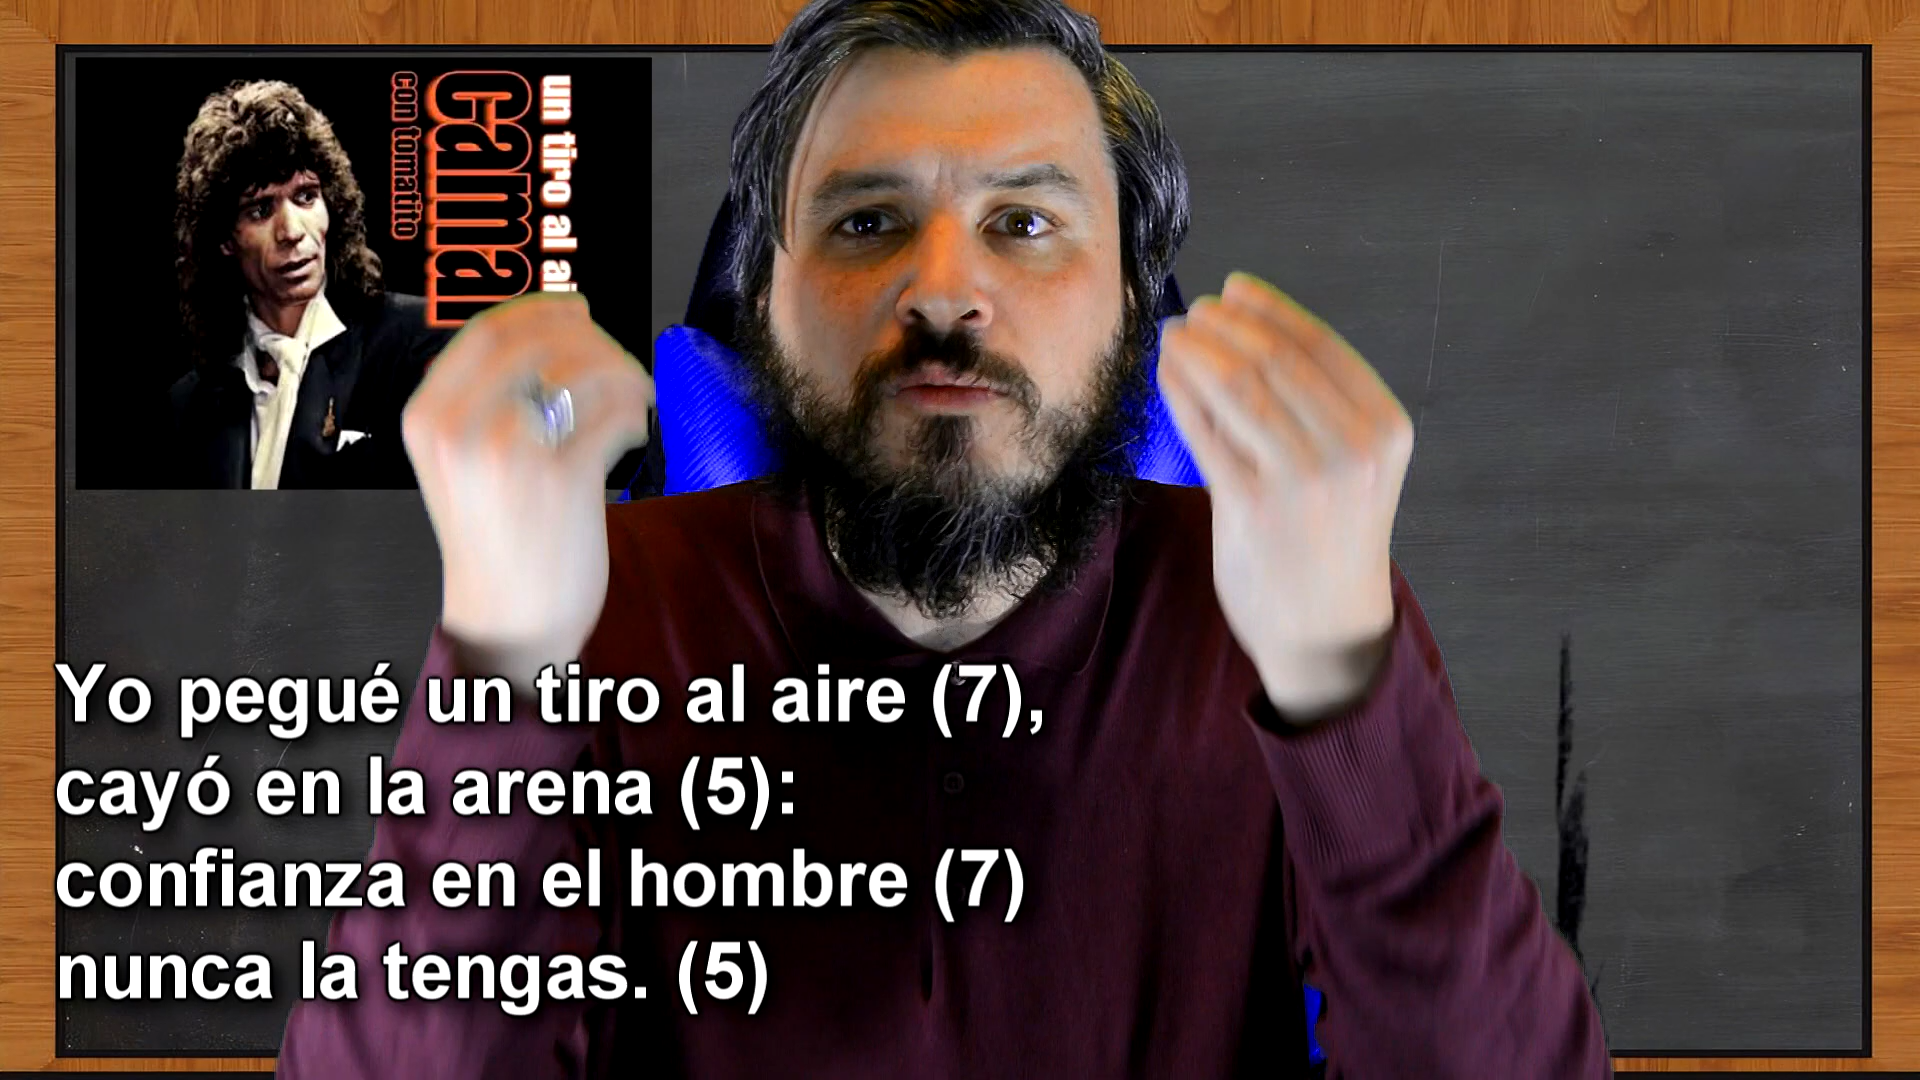 un tiro al ai
camar
con tomatito
Yo pegué un tiro al aire (7),
cayó en la arena (5):
confianza en el hombre (7)
nunca la tengas. (5)